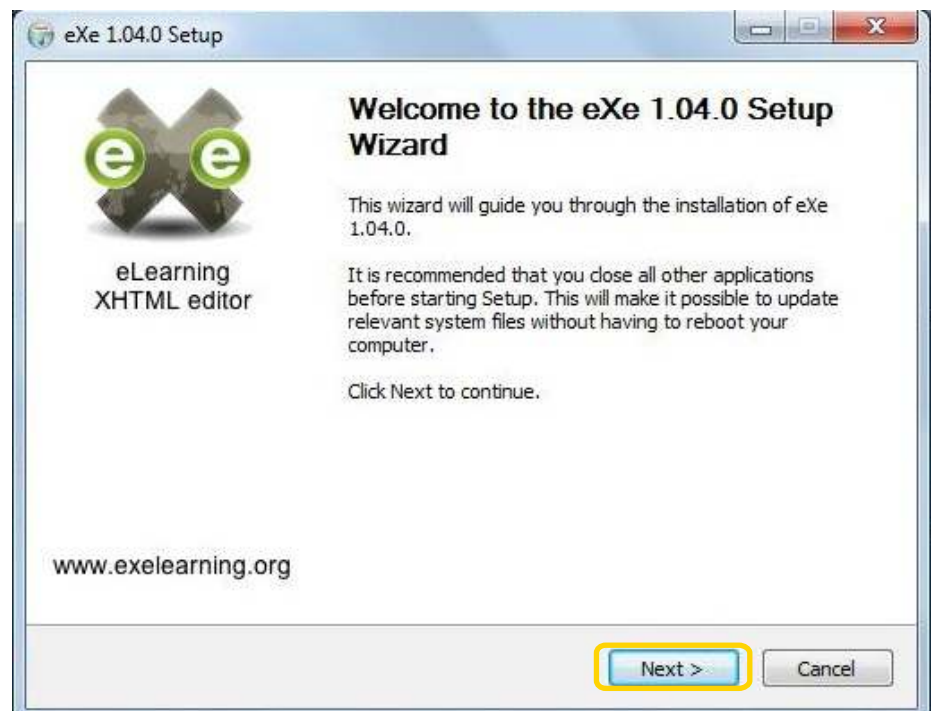 eXe 1.04.0 Setup
X
e e
eLearning
XHTML editor
www.exelearning.org
Welcome to the eXe 1.04.0 Setup
Wizard
This wizard will guide you through the installation of eXe
1.04.0.
It is recommended that you close all other applications
before starting Setup. This will make it possible to update
relevant system files without having to reboot your
computer.
Click Next to continue.
Next >
Cancel